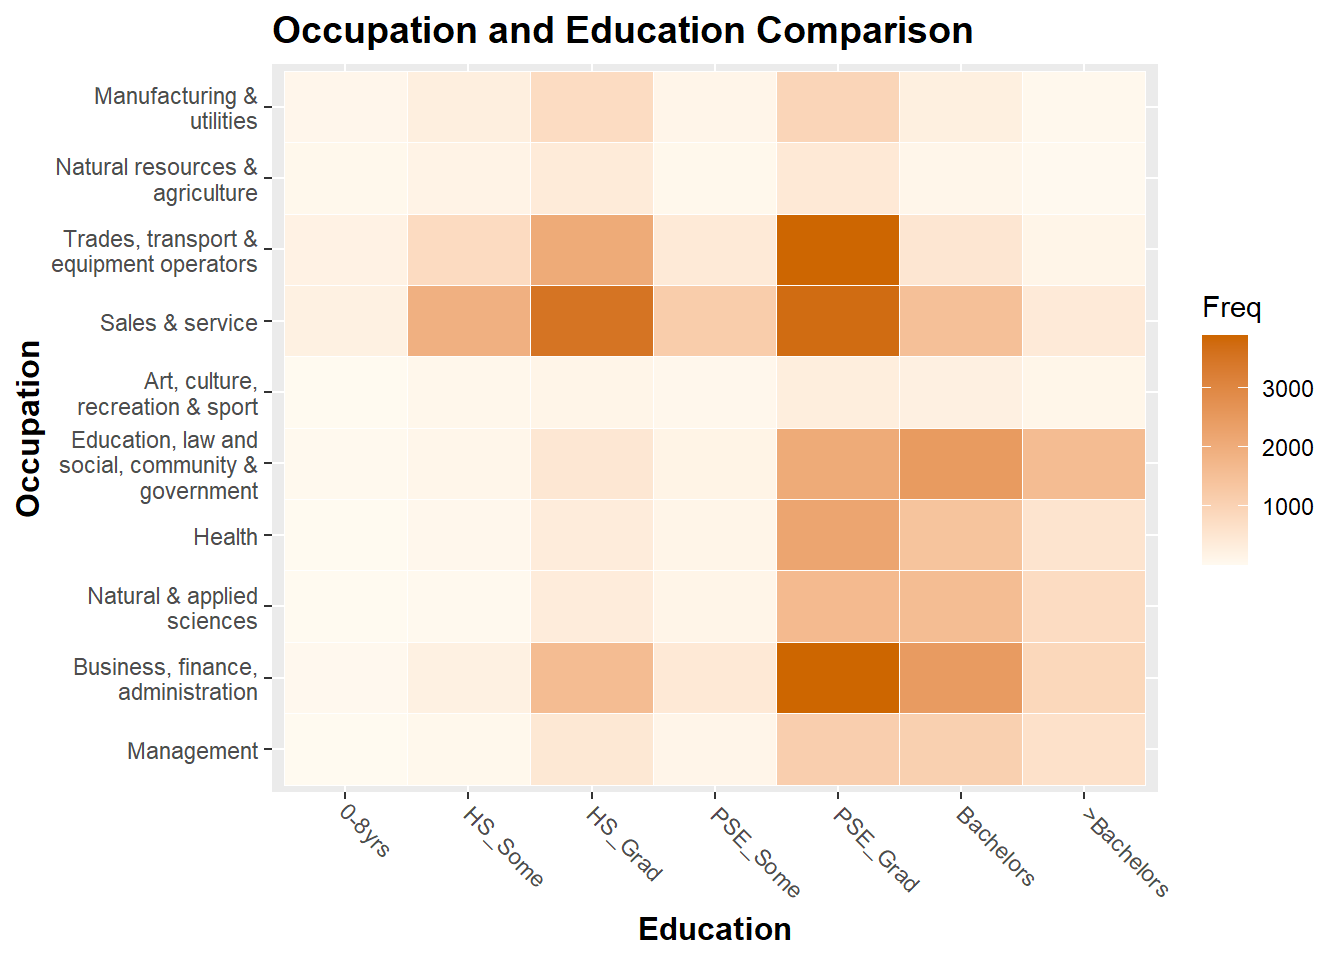 Occupation and Education Comparison
Occupation
Manufacturing &
utilities
Natural resources &
agriculture
Trades, transport &
equipment operators
Sales & service
Art, culture,
recreation & sport
Education, law and
social, community &
government
Health
Natural & applied
sciences
Business, finance,
administration
Management
0-8yrs
HS_Some
HS_Grad
PSE_Some
PSE_Grad
Bachelors
>Bachelors
Education
Freq
3000
2000
1000